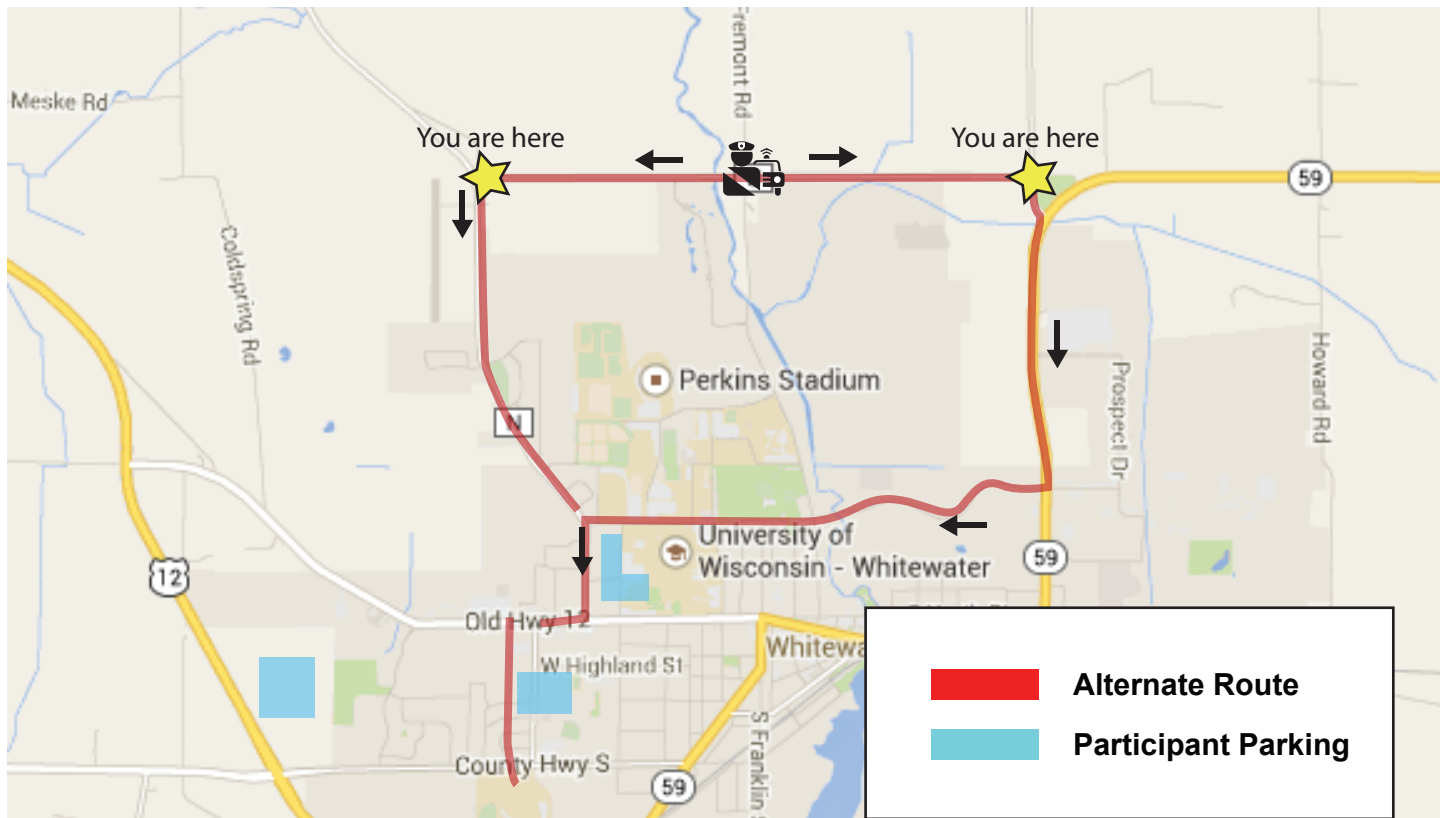 Meske Rd
Fremont Rd
You are here
You are here
59
Coldspring Rd
Perkins Stadium
Howard Rd
Prospect Dr
N
University of
Wisconsin - Whitewater
59
12
Old Hwy 12
W Highland St
Whitewa
Alternate Route
Participant Parking
S Franklin
County Hwy S
59